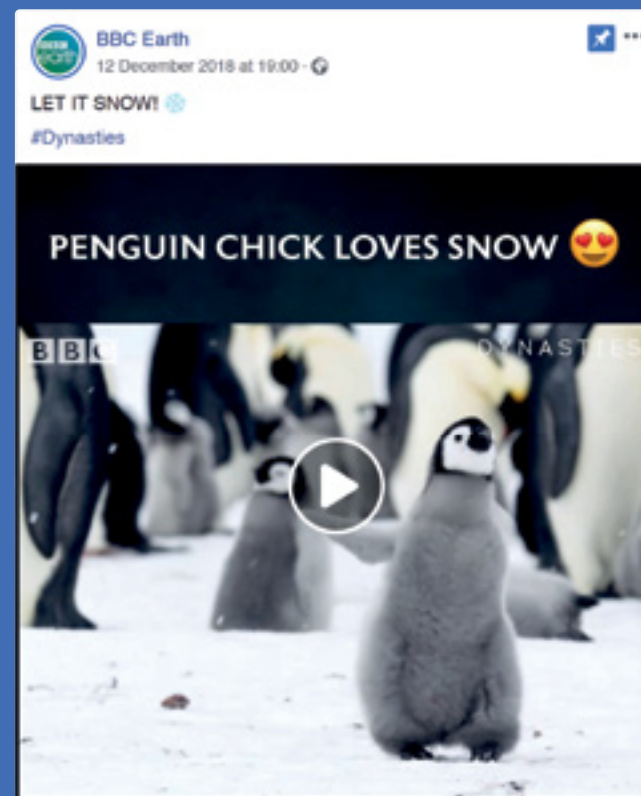 BBC Earth
12 December 2018 at 19:00 ·
LET IT SNOW! ❄️
#Dynasties
PENGUIN CHICK LOVES SNOW 😍
BBC
DYNASTIES